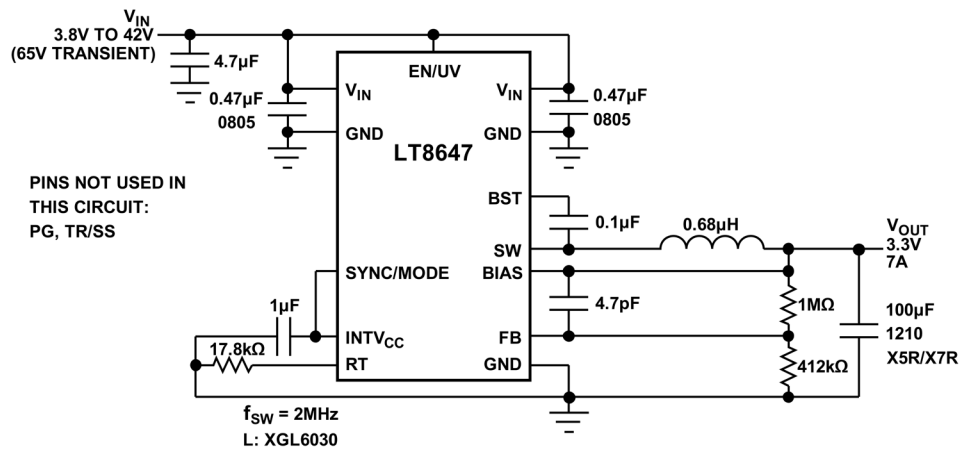 VIN
3.8V TO 42V
(65V TRANSIENT)
4.7µF
EN/UV
VIN
VIN
0.47µF
0805
0.47µF
0805
GND
GND
LT8647
PINS NOT USED IN
THIS CIRCUIT:
PG, TR/SS
BST
0.1µF
0.68µH
SW
VOUT
3.3V
7A
SYNC/MODE
BIAS
1µF
4.7pF
1MΩ
100µF
1210
X5R/X7R
INTVCC
FB
17.8kΩ
RT
GND
412kΩ
fSW = 2MHz
L: XGL6030